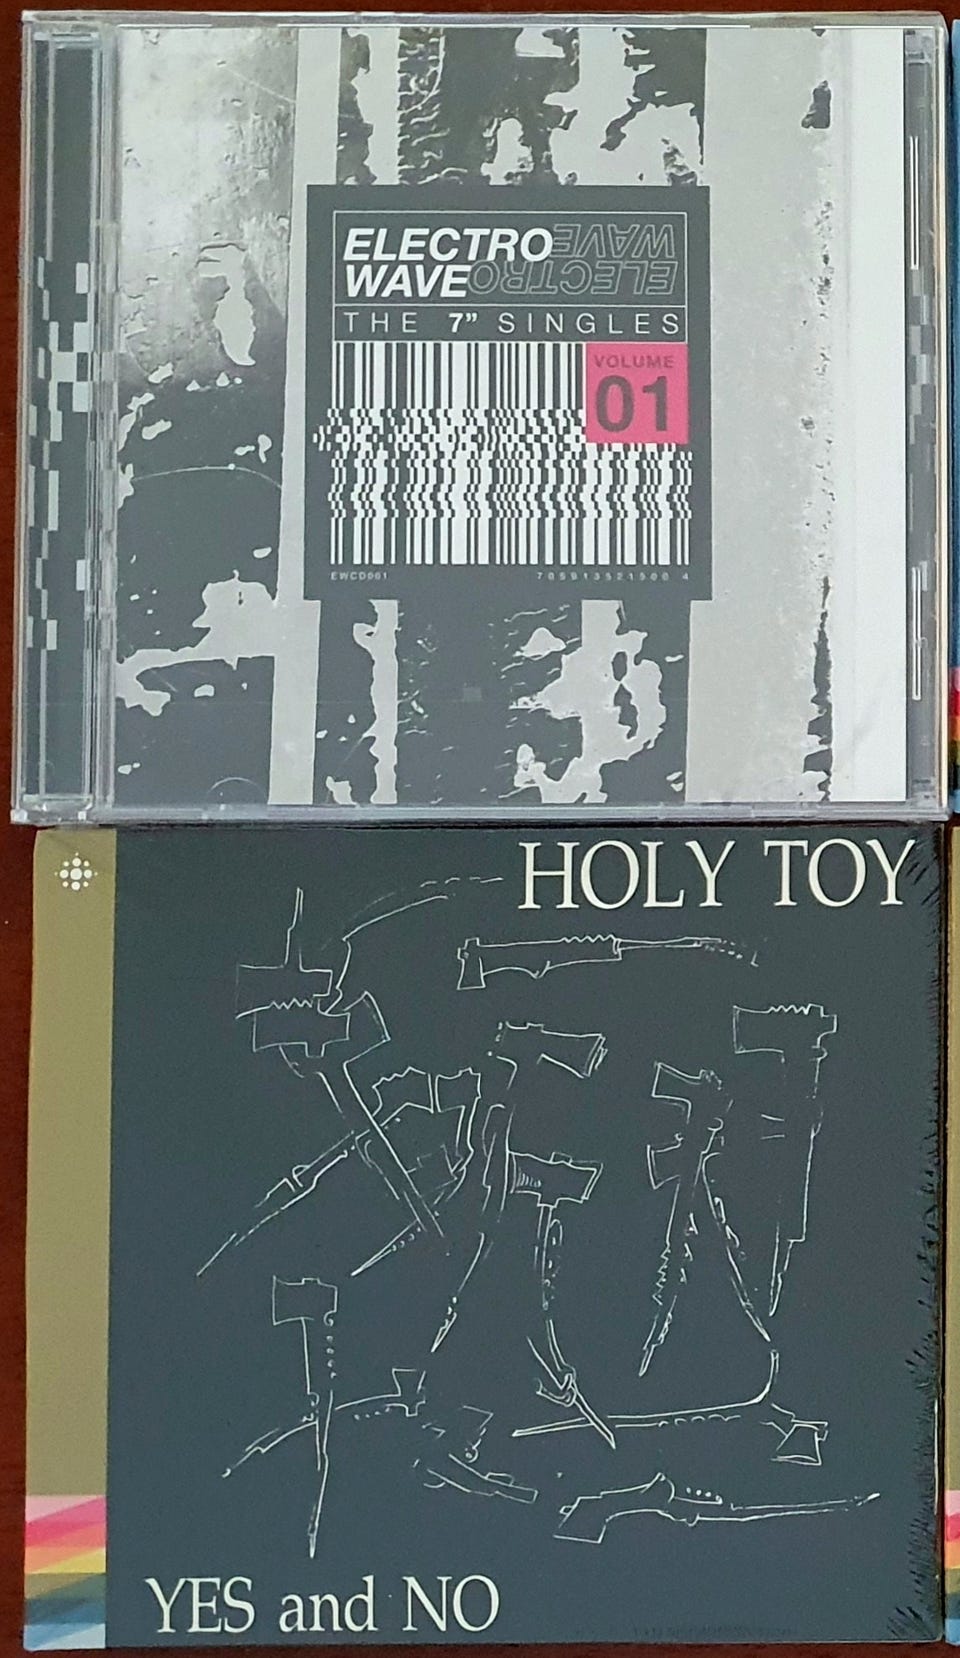 ELECTRO WAVE
WAVE ELECTRO
THE 7" SINGLES
VOLUME
01
EWCD001
HOLY TOY
YES and NO